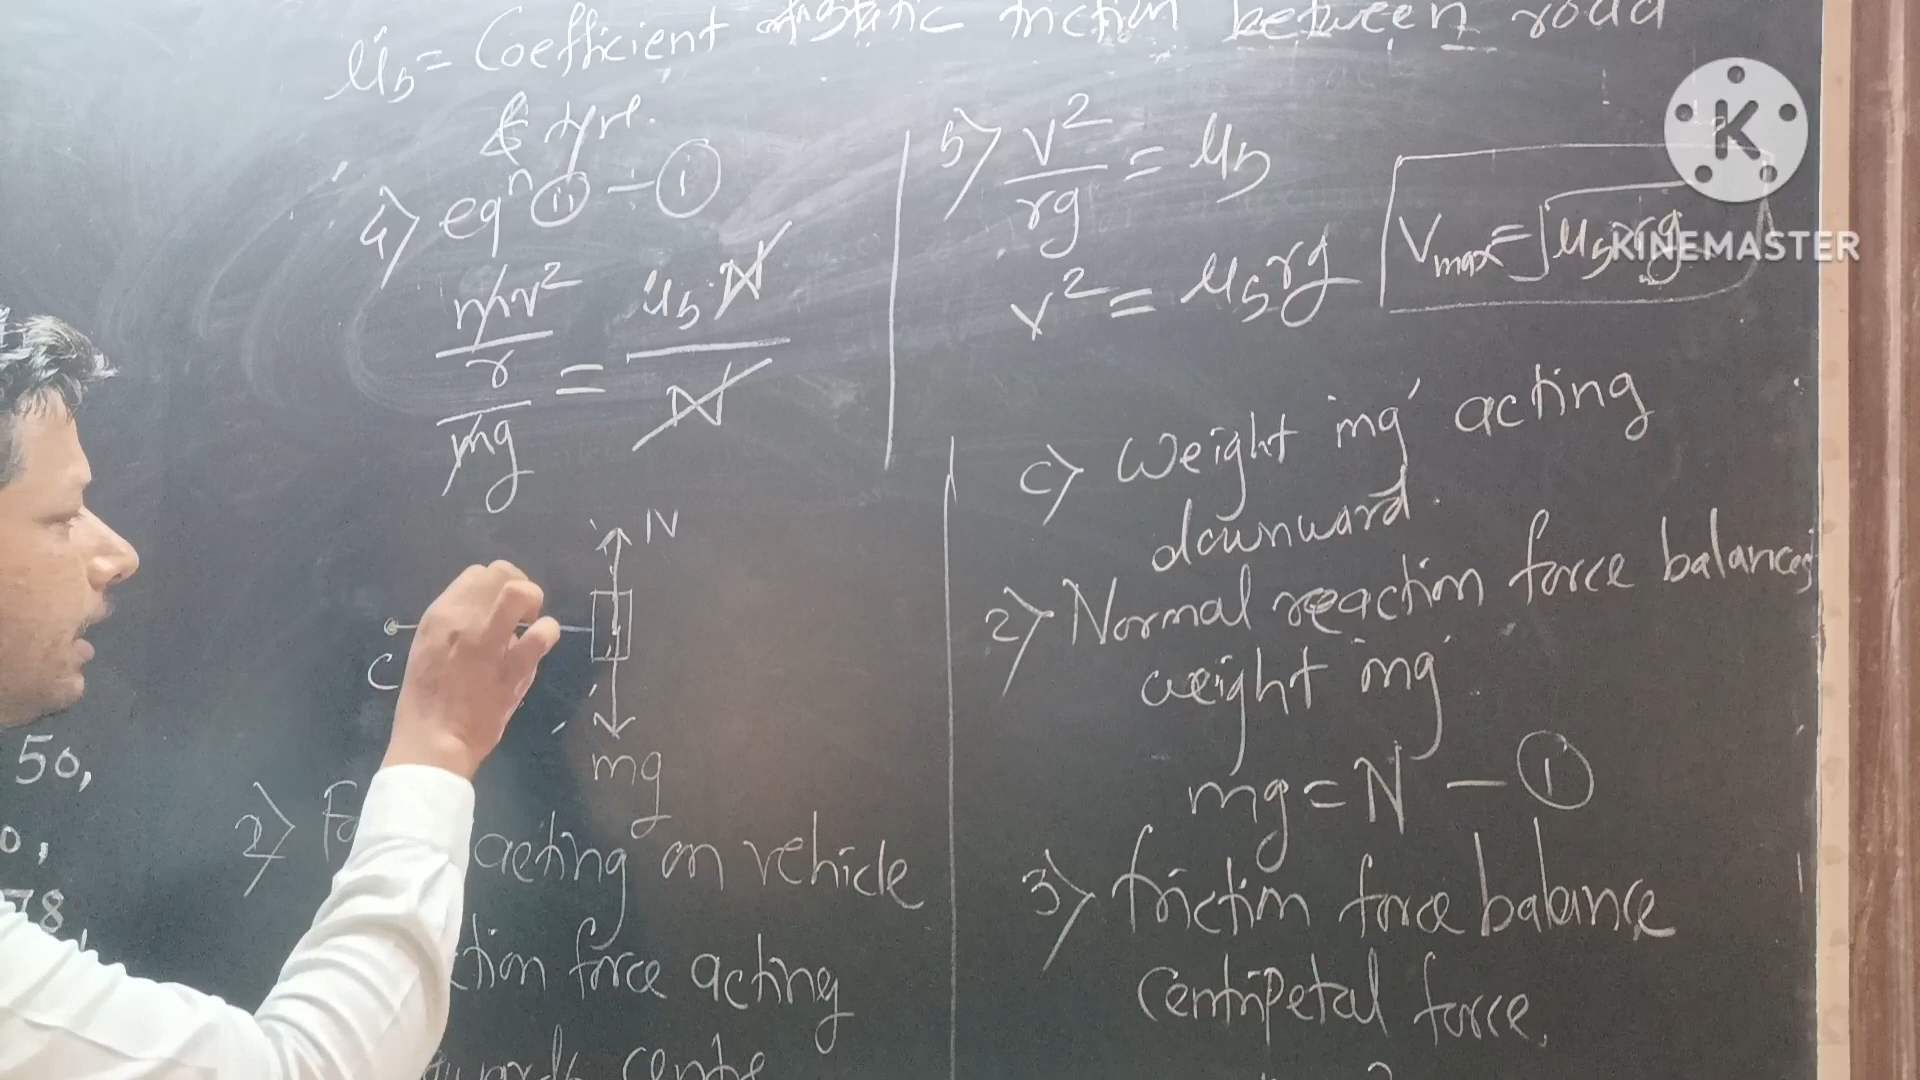 μs = Coefficient of static friction between road
& tyre.
4) eqⁿ (ii) - (i)
mv²
r
mg
=
μs N
N
5) v²/rg = μs
v² = μs rg
Vmax = √μs rg
K
KINEMASTER
N
C
mg
50,
0,
78
2) acting on vehicle
tion force acting
centre
c) Weight 'mg' acting
downward.
2) Normal reaction force balances
weight 'mg'
mg = N - (i)
3) friction force balance
Centripetal force.